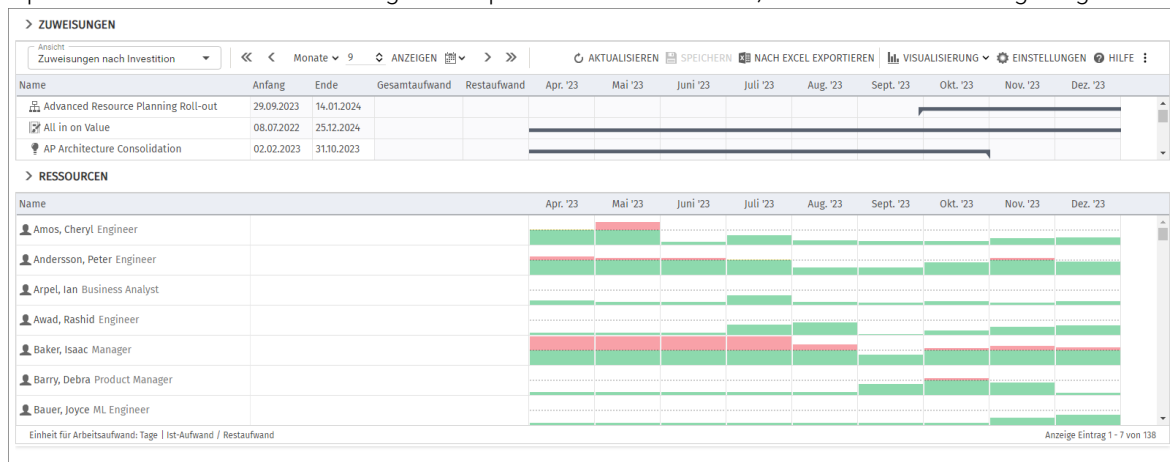 ZUWEISUNGEN
Ansicht
Zuweisungen nach Investition Monate 9 ANZEIGEN AKTUALISIEREN SPEICHERN NACH EXCEL EXPORTIEREN VISUALISIERUNG EINSTELLUNGEN HILFE
Name Anfang Ende Gesamtaufwand Restaufwand Apr. '23 Mai '23 Juni '23 Juli '23 Aug. '23 Sept. '23 Okt. '23 Nov. '23 Dez. '23
Advanced Resource Planning Roll-out 29.09.2023 14.01.2024
All in on Value 08.07.2022 25.12.2024
AP Architecture Consolidation 02.02.2023 31.10.2023
RESSOURCEN
Name Apr. '23 Mai '23 Juni '23 Juli '23 Aug. '23 Sept. '23 Okt. '23 Nov. '23 Dez. '23
Amos, Cheryl Engineer
Andersson, Peter Engineer
Arpel, Ian Business Analyst
Awad, Rashid Engineer
Baker, Isaac Manager
Barry, Debra Product Manager
Bauer, Joyce ML Engineer
Einheit für Arbeitsaufwand: Tage | Ist-Aufwand / Restaufwand Anzeige Eintrag 1 - 7 von 138